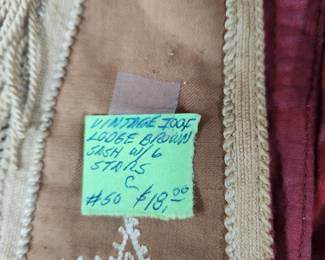 VINTAGE IOOF
LODGE BROWN
SASH W/6
STARS
C
#50 $18,00